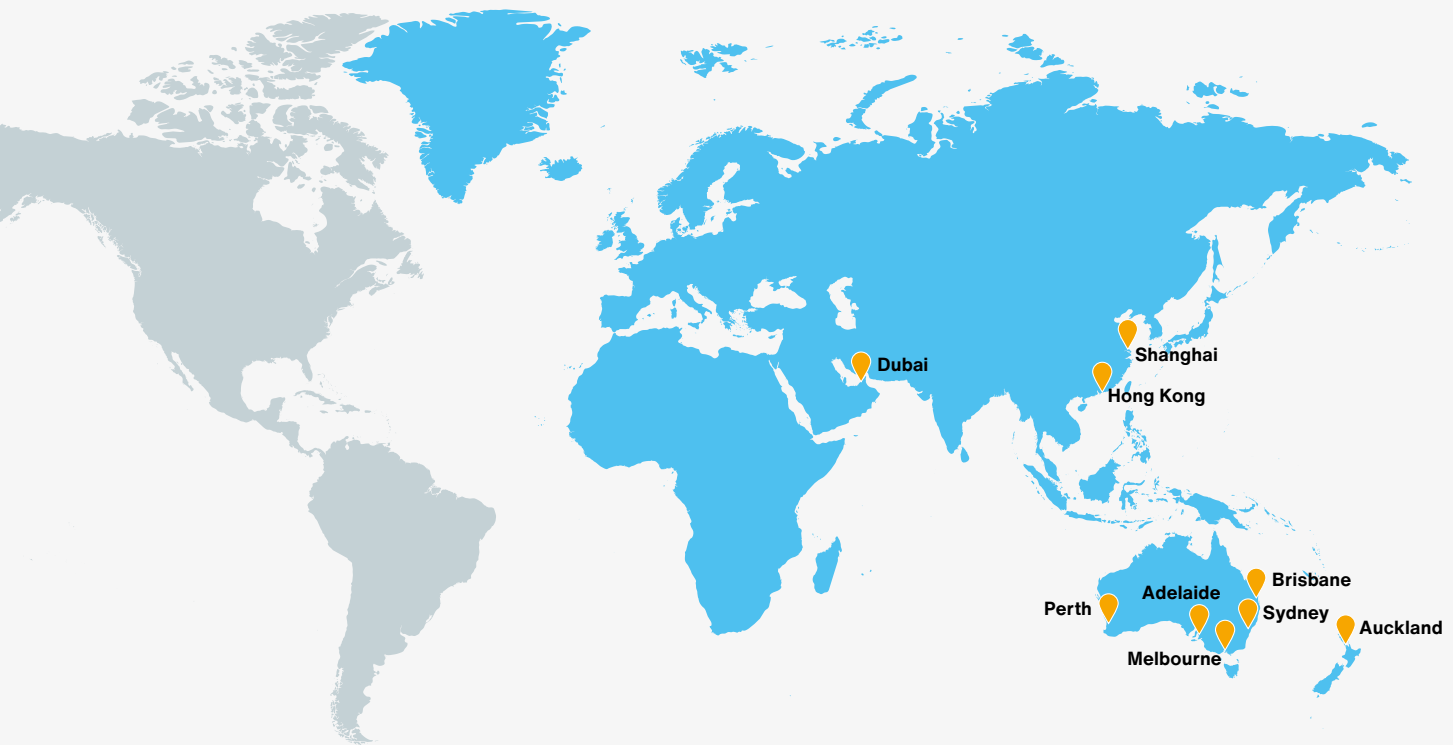 Shanghai
Dubai
Hong Kong
Brisbane
Adelaide
Perth
Sydney
Auckland
Melbourne